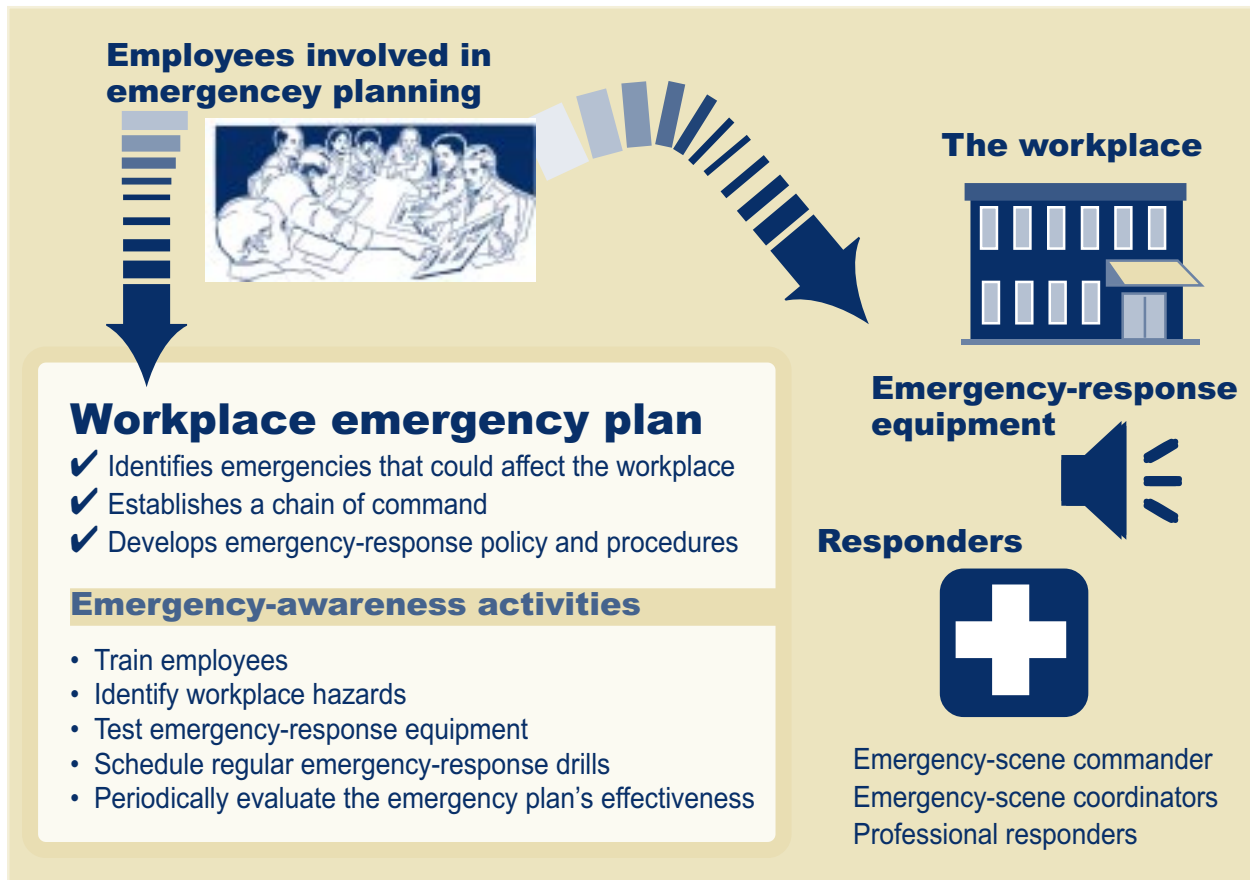 Employees involved in
emergencey planning
The workplace
Emergency-response
equipment
Responders
Emergency-scene commander
Emergency-scene coordinators
Professional responders
Workplace emergency plan
✔ Identifies emergencies that could affect the workplace
✔ Establishes a chain of command
✔ Develops emergency-response policy and procedures
Emergency-awareness activities
• Train employees
• Identify workplace hazards
• Test emergency-response equipment
• Schedule regular emergency-response drills
• Periodically evaluate the emergency plan’s effectiveness